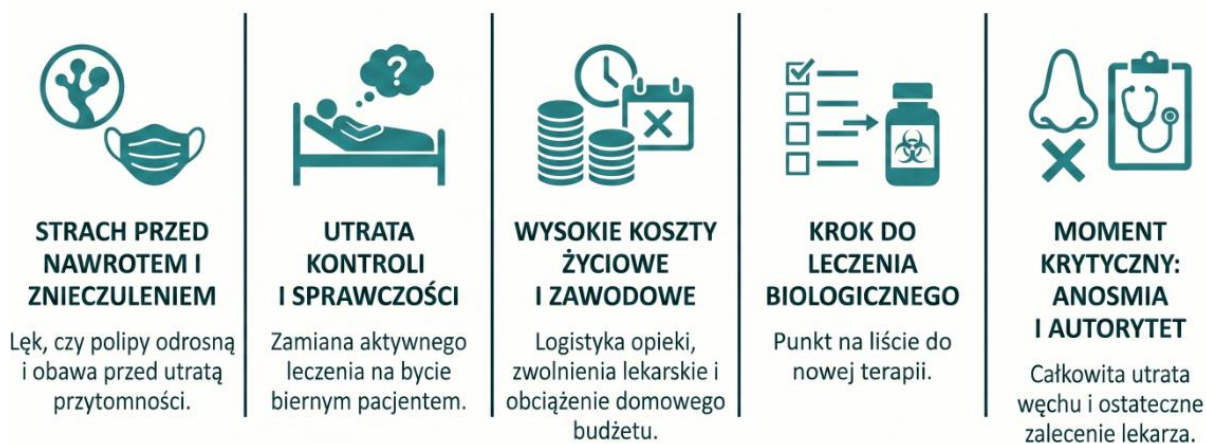 STRACH PRZED
NAWROTEM I
ZNIECZULENIEM
Lęk, czy polipy odrosną
i obawa przed utratą
przytomności.
?
UTRATA
KONTROLI
I SPRAWCZOŚCI
Zamiana aktywnego
leczenia na bycie
biernym pacjentem.
WYSOKIE KOSZTY
ŻYCIOWE
I ZAWODOWE
Logistyka opieki,
zwolnienia lekarskie i
obciążenie domowego
budżetu.
KROK DO
LECZENIA
BIOLOGICZNEGO
Punkt na liście do
nowej terapii.
MOMENT
KRYTYCZNY:
ANOSMIA
I AUTORYTET
Całkowita utrata
węchu i ostateczne
zalecenie lekarza.